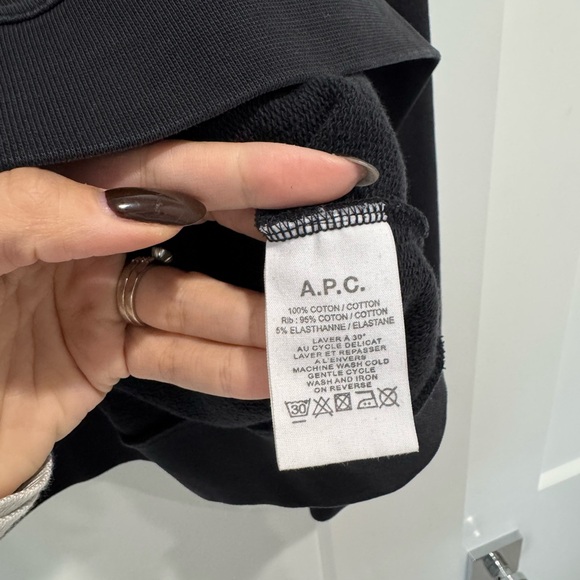 A.P.C.
100% COTON / COTTON
Rib : 95% COTON / COTTON
5% ELASTHANNE / ELASTANE
LAVER À 30°
AU CYCLE DELICAT
LAVER ET REPASSER
A L'ENVERS
MACHINE WASH COLD
GENTLE CYCLE
WASH AND IRON
ON REVERSE
30